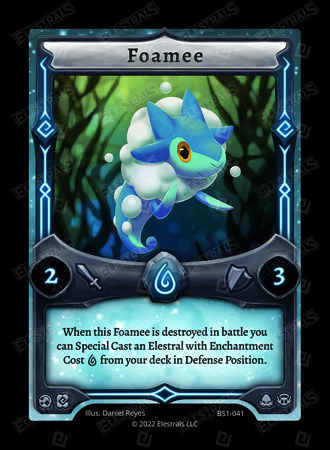 Foamee
2
3
When this Foamee is destroyed in battle you
can Special Cast an Elestral with Enchantment
Cost from your deck in Defense Position.
Illus. Daniel Reyes
BS1-041
© 2022 Elestrals LLC
ELESTRALS